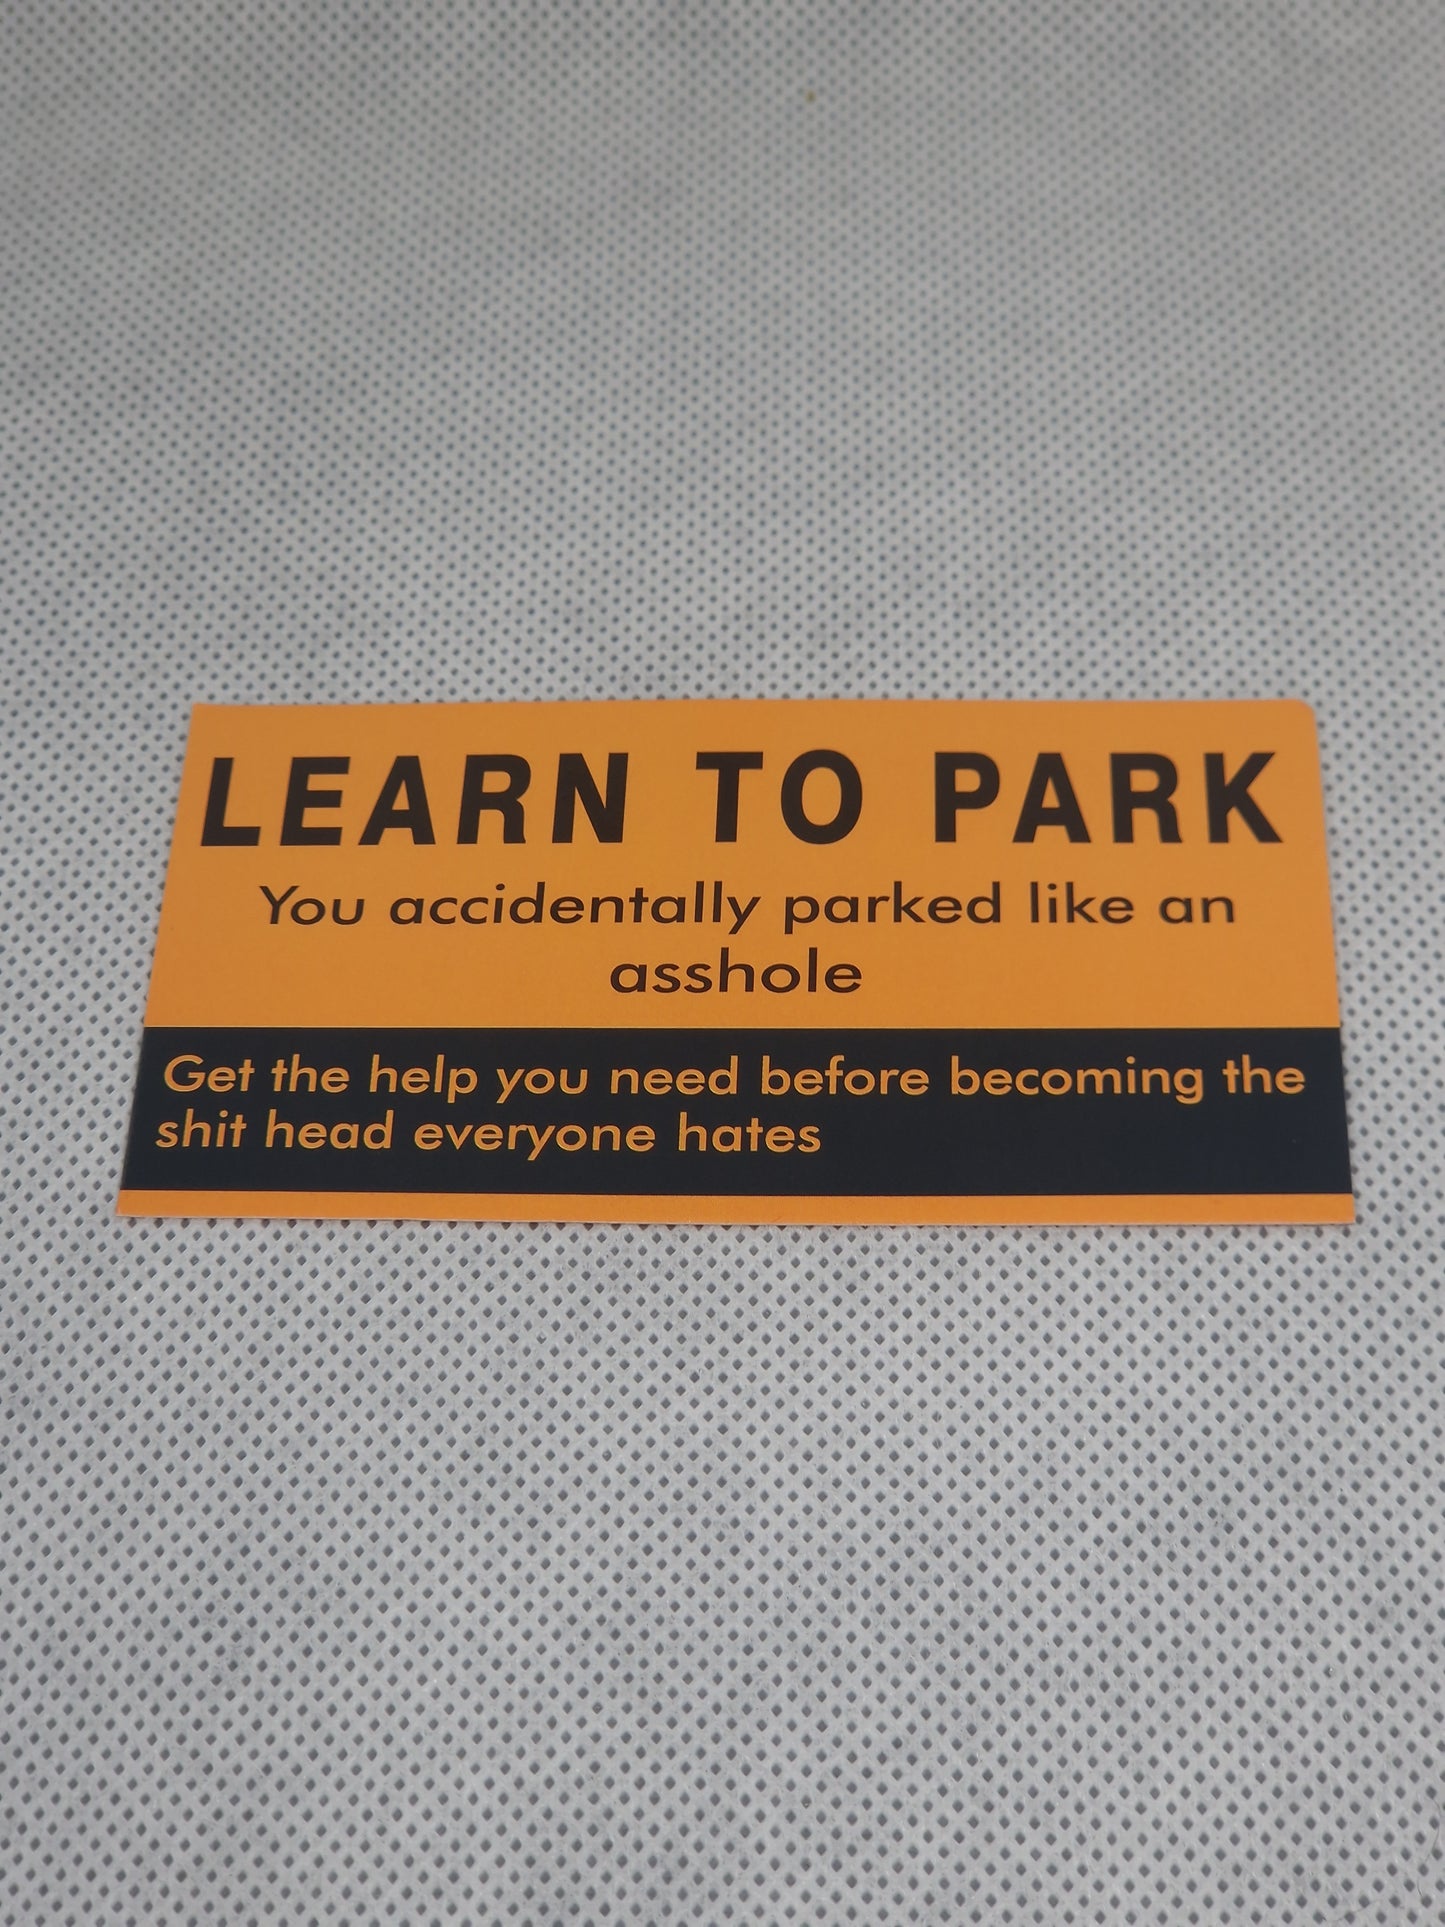 LEARN TO PARK
You accidentally parked like an
asshole
Get the help you need before becoming the
shit head everyone hates